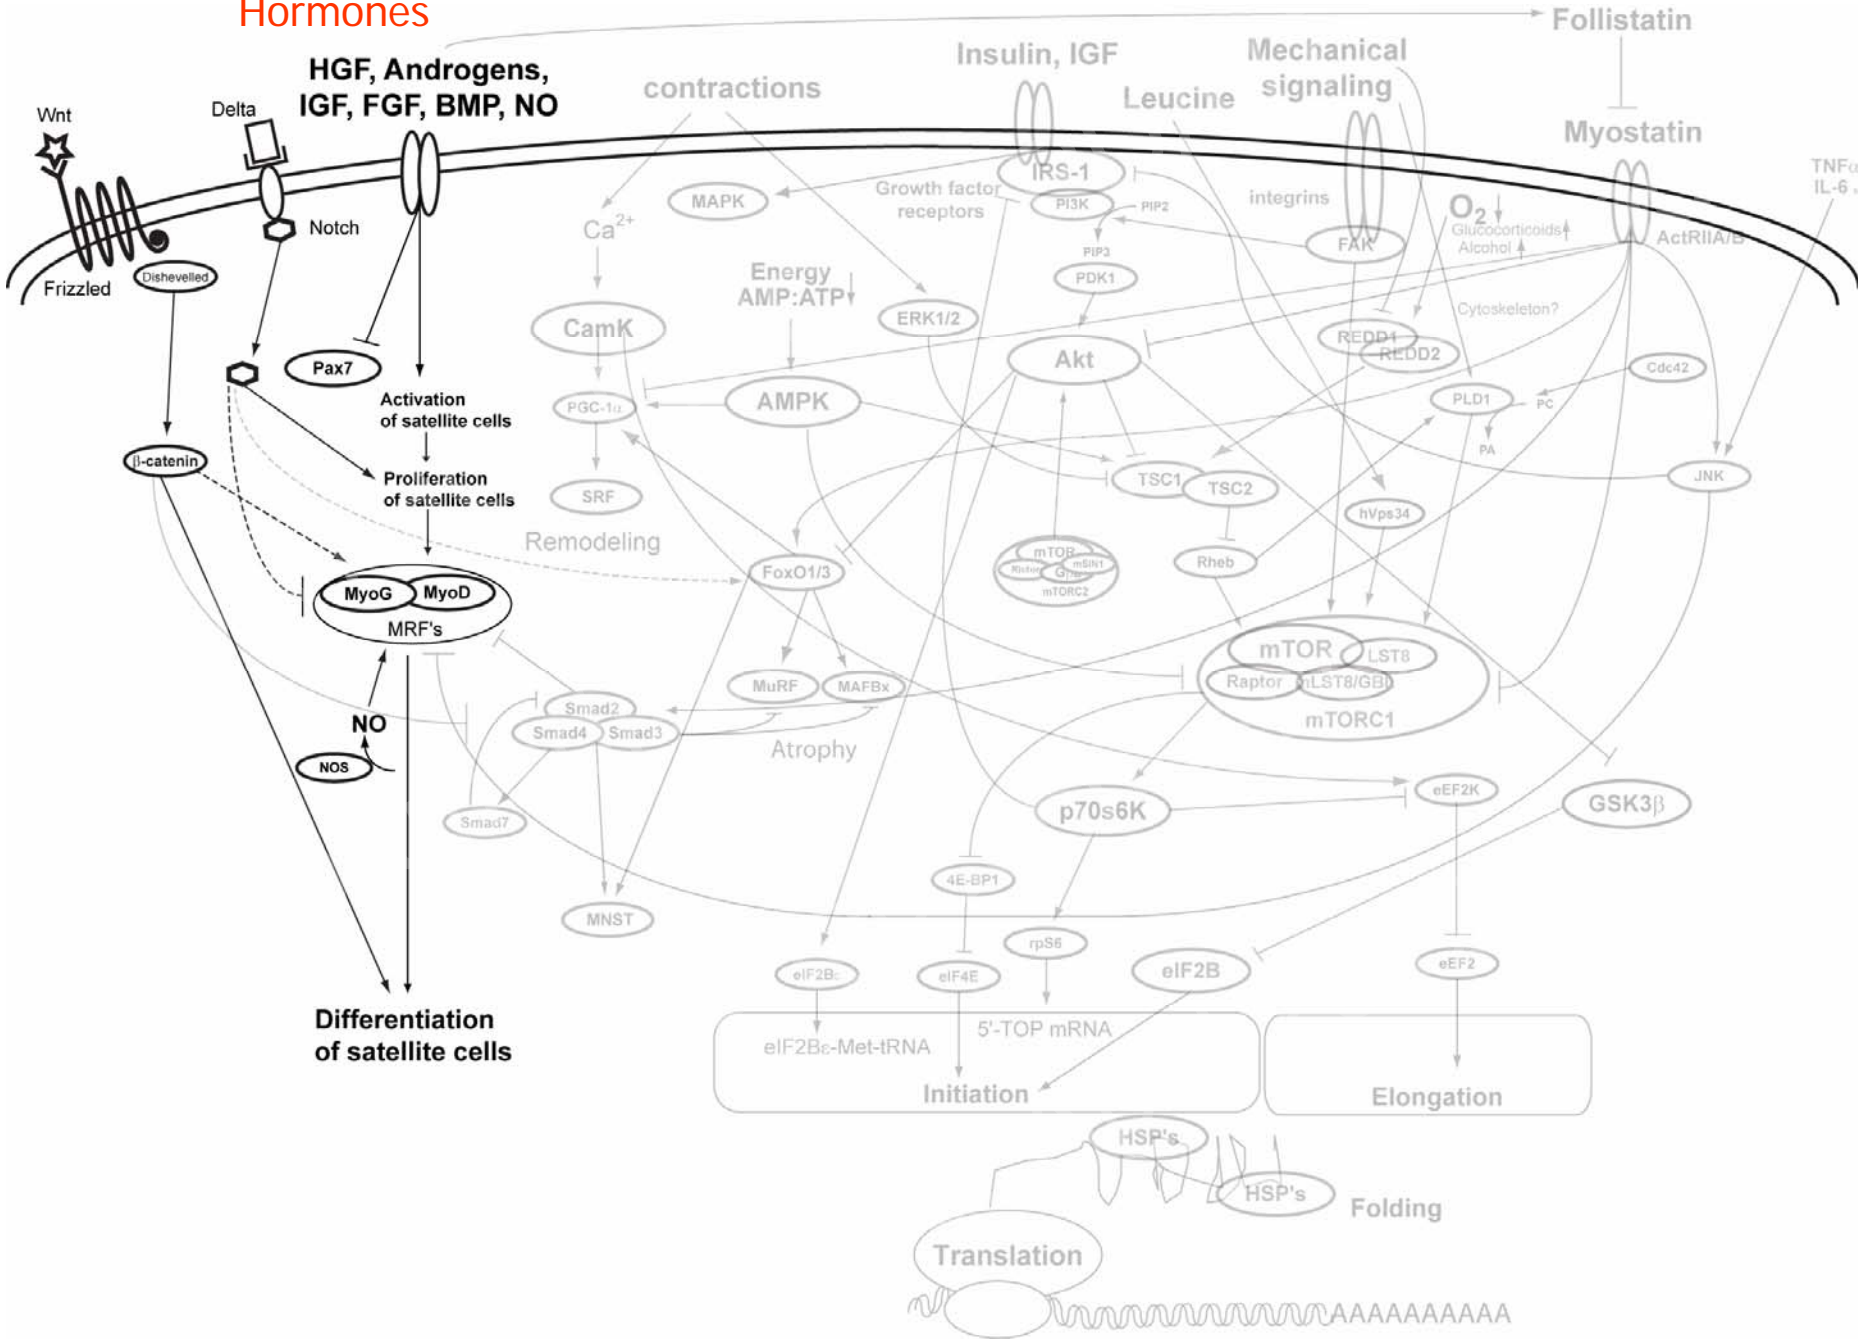 Hormones
HGF, Androgens,
IGF, FGF, BMP, NO
Wnt
Delta
Frizzled
Dishevelled
Notch
Pax7
Activation
of satellite cells
β-catenin
Proliferation
of satellite cells
MyoG
MyoD
MRF's
NO
NOS
Differentiation
of satellite cells
contractions
Ca2+
CamK
PGC-1α
SRF
Remodeling
MAPK
Energy
AMP:ATP
AMPK
ERK1/2
Growth factor
receptors
Insulin, IGF
IRS-1
PI3K
PIP2
PIP3
PDK1
Akt
Leucine
Mechanical
signaling
integrins
FAK
Follistatin
Myostatin
TNFα
IL-6
O2
Glucocorticoids
Alcohol
ActRIIA/B
Cytoskeleton?
REDD1
REDD2
Cdc42
PLD1
PC
PA
JNK
TSC1
TSC2
hVps34
Rheb
FoxO1/3
mTOR
Rictor
mSIN1
mTORC2
mTOR
LST8
Raptor
mLST8/GBL
mTORC1
MuRF
MAFBx
Atrophy
Smad2
Smad4
Smad3
Smad7
MNST
p70s6K
eEF2K
GSK3β
4E-BP1
rpS6
eIF2Bε
eIF4E
eIF2B
eEF2
5'-TOP mRNA
eIF2Bε-Met-tRNA
Initiation
Elongation
HSP's
HSP's
Folding
Translation
AAAAAAAAAA